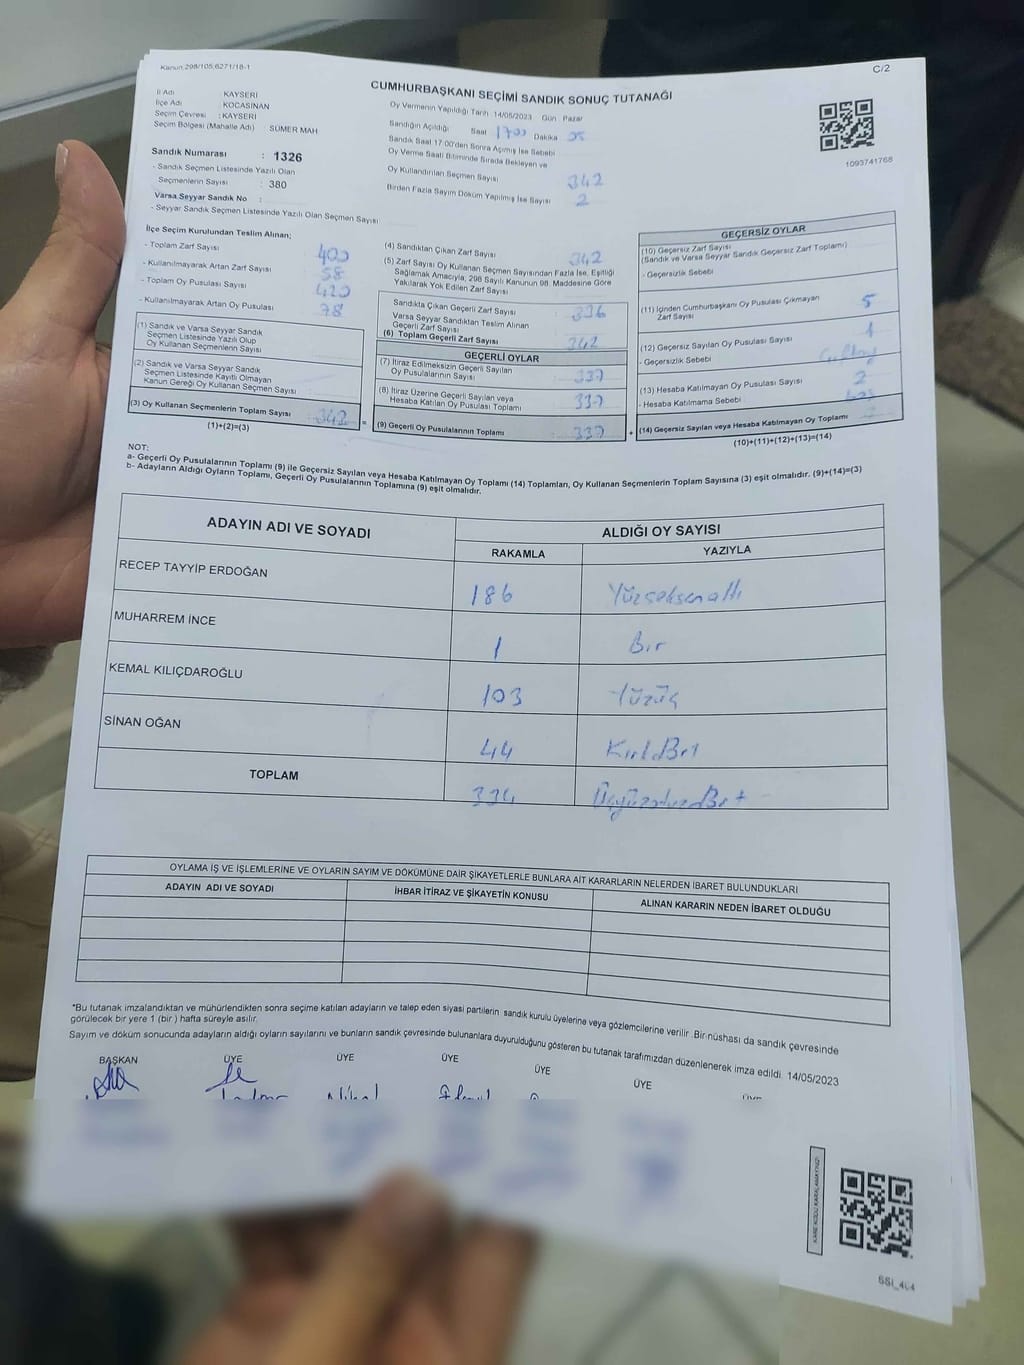 Kanun:298/105,6271/18-1
C/2
CUMHURBAŞKANI SEÇİMİ SANDIK SONUÇ TUTANAĞI
İl Adı : KAYSERİ
İlçe Adı : KOCASİNAN
Seçim Çevresi : KAYSERİ
Seçim Bölgesi (Mahalle Adı) SÜMER MAH
Sandık Numarası : 1326
- Sandık Seçmen Listesinde Yazılı Olan
Seçmenlerin Sayısı : 380
Varsa Seyyar Sandık No :
- Seyyar Sandık Seçmen Listesinde Yazılı Olan Seçmen Sayısı
Oy Vermenin Yapıldığı Tarih 14/05/2023 Gün : Pazar
Sandığın Açıldığı Saat 1700 Dakika 05
Sandık Saat 17:00'den Sonra Açımış İse Sebebi
Oy Verme Saati Bitiminde Sırada Bekleyen ve
Oy Kullandırılan Seçmen Sayısı 342
Birden Fazla Sayım Döküm Yapılmış İse Sayısı 2
1093741768
İlçe Seçim Kurulundan Teslim Alınan;
- Toplam Zarf Sayısı 400
- Kullanılmayarak Artan Zarf Sayısı 58
- Toplam Oy Pusulası Sayısı 420
- Kullanılmayarak Artan Oy Pusulası 78
(1) Sandık ve Varsa Seyyar Sandık
Seçmen Listesinde Yazılı Olup
Oy Kullanan Seçmenlerin Sayısı
(2) Sandık ve Varsa Seyyar Sandık
Seçmen Listesinde Kayıtlı Olmayan
Kanun Gereği Oy Kullanan Seçmen Sayısı :
(3) Oy Kullanan Seçmenlerin Toplam Sayısı : 342 =
(1)+(2)=(3)
(4) Sandıktan Çıkan Zarf Sayısı 342
(5) Zarf Sayısı Oy Kullanan Seçmen Sayısından Fazla İse, Eşitliği
Sağlamak Amacıyla; 298 Sayılı Kanunun 98. Maddesine Göre
Yakılarak Yok Edilen Zarf Sayısı
Sandıkta Çıkan Geçerli Zarf Sayısı : 336
Varsa Seyyar Sandıktan Teslim Alınan
Geçerli Zarf Sayısı
(6) Toplam Geçerli Zarf Sayısı 342
GEÇERLİ OYLAR
(7) İtiraz Edilmeksizin Geçerli Sayılan
Oy Pusulalarının Sayısı : 337
(8) İtiraz Üzerine Geçerli Sayılan veya
Hesaba Katılan Oy Pusulası Toplamı 337
(9) Geçerli Oy Pusulalarının Toplamı : 337 +
GEÇERSİZ OYLAR
(10) Geçersiz Zarf Sayısı
(Sandık ve Varsa Seyyar Sandık Geçersiz Zarf Toplamı)
- Geçersizlik Sebebi
(11) İçinden Cumhurbaşkanı Oy Pusulası Çıkmayan
Zarf Sayısı 5
(12) Geçersiz Sayılan Oy Pusulası Sayısı 1
- Geçersizlik Sebebi
(13) Hesaba Katılmayan Oy Pusulası Sayısı 2
- Hesaba Katılmama Sebebi
(14) Geçersiz Sayılan veya Hesaba Katılmayan Oy Toplamı
(10)+(11)+(12)+(13)=(14)
NOT:
a- Geçerli Oy Pusulalarının Toplamı (9) ile Geçersiz Sayılan veya Hesaba Katılmayan Oy Toplamı (14) Toplamları, Oy Kullanan Seçmenlerin Toplam Sayısına (3) eşit olmalıdır. (9)+(14)=(3)
b- Adayların Aldığı Oyların Toplamı, Geçerli Oy Pusulalarının Toplamına (9) eşit olmalıdır.
ADAYIN ADI VE SOYADI ALDIĞI OY SAYISI
RAKAMLA YAZIYLA
RECEP TAYYİP ERDOĞAN 186 Yüzseksenaltı
MUHARREM İNCE 1 Bir
KEMAL KILIÇDAROĞLU 103 Yüzüç
SİNAN OĞAN 44
TOPLAM 334
OYLAMA İŞ VE İŞLEMLERİNE VE OYLARIN SAYIM VE DÖKÜMÜNE DAİR ŞİKAYETLERLE BUNLARA AİT KARARLARIN NELERDEN İBARET BULUNDUKLARI
ADAYIN ADI VE SOYADI İHBAR İTİRAZ VE ŞİKAYETİN KONUSU ALINAN KARARIN NEDEN İBARET OLDUĞU
*Bu tutanak imzalandıktan ve mühürlendikten sonra seçime katılan adayların ve talep eden siyasi partilerin sandık kurulu üyelerine veya gözlemcilerine verilir. Bir nüshası da sandık çevresinde
görülecek bir yere 1 (bir ) hafta süreyle asılır.
Sayım ve döküm sonucunda adayların aldığı oyların sayılarını ve bunların sandık çevresinde bulunanlara duyurulduğunu gösteren bu tutanak tarafımızdan düzenlenerek imza edildi. 14/05/2023
BAŞKAN ÜYE ÜYE ÜYE ÜYE ÜYE